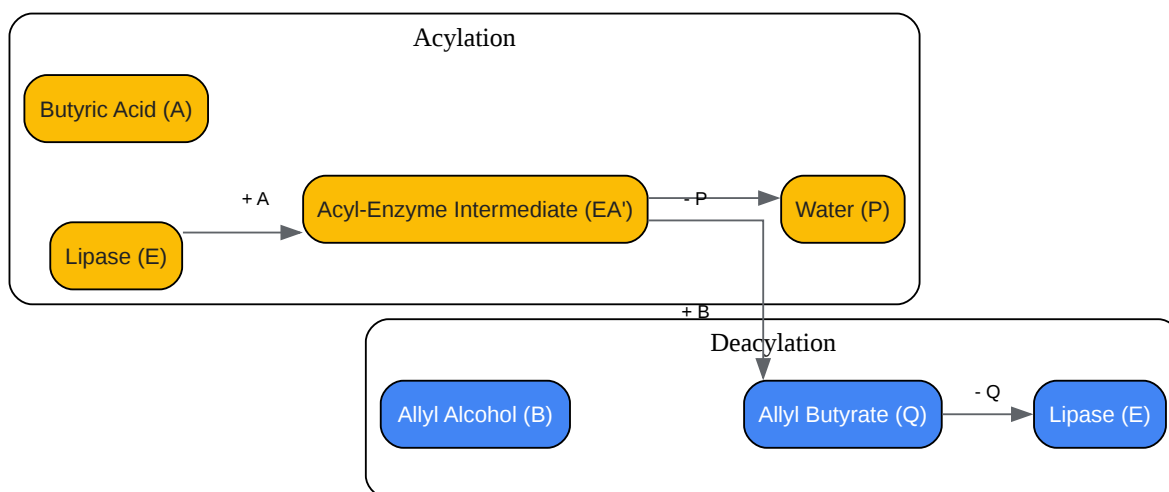 Acylation
Butyric Acid (A)
+ A
Acyl-Enzyme Intermediate (EA')
- P
Water (P)
Lipase (E)
+ B
Deacylation
Allyl Alcohol (B)
Allyl Butyrate (Q)
- Q
Lipase (E)